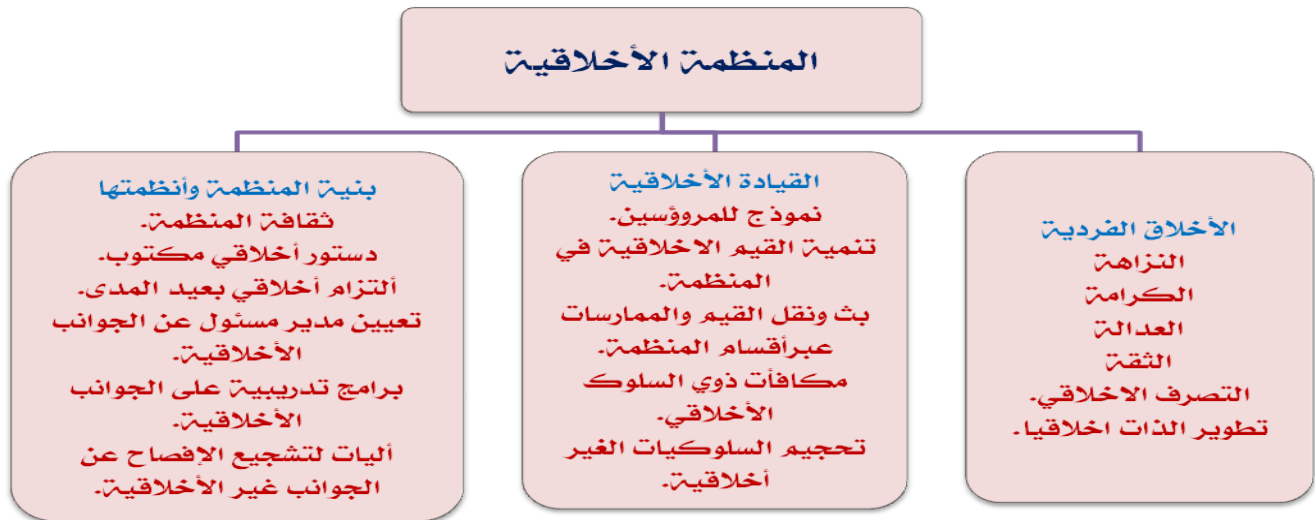 المنظمة الأخلاقية
الأخلاق الفردية
النزاهة
الكرامة
العدالة
الثقة
التصرف الاخلاقي.
تطوير الذات اخلاقيا.
القيادة الأخلاقية
نموذج للمروؤسين.
تنمية القيم الاخلاقية في
المنظمة.
بث ونقل القيم والممارسات
عبرأقسام المنظمة.
مكافأت ذوي السلوك
الأخلاقي.
تحجيم السلوكيات الغير
أخلاقية.
بنية المنظمة وأنظمتها
ثقافة المنظمة.
دستور أخلاقي مكتوب.
ألتزام أخلاقي بعيد المدى.
تعيين مدير مسئول عن الجوانب
الأخلاقية.
برامج تدريبية على الجوانب
الأخلاقية.
أليات لتشجيع الإفصاح عن
الجوانب غير الأخلاقية.